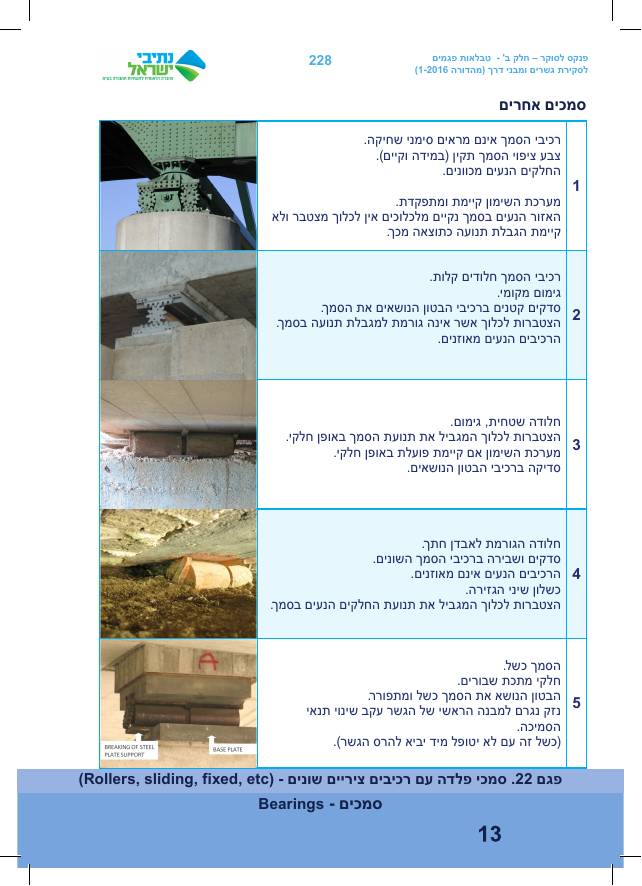 פנקס לסוקר – חלק ב' - טבלאות פגמים
לסקירת גשרים ומבני דרך (מהדורה 1-2016)
228
נתיבי
ישראל
סמכים אחרים
1
רכיבי הסמך אינם מראים סימני שחיקה.
צבע ציפוי הסמך תקין (במידה וקיים).
החלקים הנעים מכוונים.
מערכת השימון קיימת ומתפקדת.
האזור הנעים בסמך נקיים מלכלוכים אין לכלוך מצטבר ולא
קיימת הגבלת תנועה כתוצאה מכך.
2
רכיבי הסמך חלודים קלות.
גימום מקומי.
סדקים קטנים ברכיבי הבטון הנושאים את הסמך.
הצטברות לכלוך אשר אינה גורמת למגבלת תנועה בסמך.
הרכיבים הנעים מאוזנים.
3
חלודה שטחית, גימום.
הצטברות לכלוך המגביל את תנועת הסמך באופן חלקי.
מערכת השימון אם קיימת פועלת באופן חלקי.
סדיקה ברכיבי הבטון הנושאים.
4
חלודה הגורמת לאבדן חתך.
סדקים ושבירה ברכיבי הסמך השונים.
הרכיבים הנעים אינם מאוזנים.
כשלון שיני הגזירה.
הצטברות לכלוך המגביל את תנועת החלקים הנעים בסמך.
5
הסמך כשל.
חלקי מתכת שבורים.
הבטון הנושא את הסמך כשל ומתפורר.
נזק נגרם למבנה הראשי של הגשר עקב שינוי תנאי
הסמיכה.
(כשל זה עם לא יטופל מיד יביא להרס הגשר).
A
BREAKING OF STEEL
PLATE SUPPORT
BASE PLATE
פגם 22. סמכי פלדה עם רכיבים ציריים שונים - (Rollers, sliding, fixed, etc)
סמכים - Bearings
13